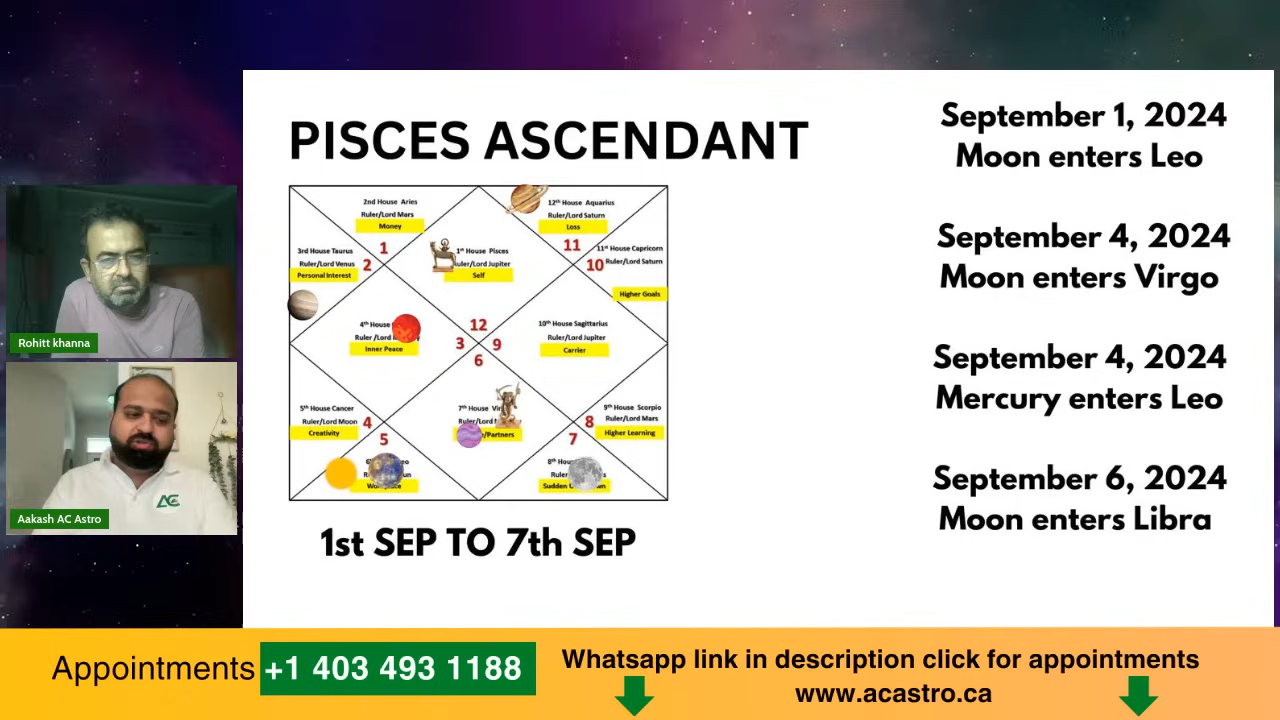 PISCES ASCENDANT
2nd House Aries
Ruler/Lord Mars
Money
12th House Aquarius
Ruler/Lord Saturn
Loss
3rd House Taurus
Ruler/Lord Venus
Personal Interest
1
2
1st House Pisces
uler/Lord Jupiter
Self
11
10
11th House Capricorn
Ruler/Lord Saturn
Higher Goals
4th House
Ruler /Lord
Inner Peace
12
3
9
6
10th House Sagittarius
Ruler/Lord Jupiter
Carrier
5th House Cancer
Ruler/Lord Moon
Creativity
4
5
7th House
Ruler/Lord
/Partners
8
7
9th House Scorpio
Ruler/Lord Mars
Higher Learning
8th
Sudden
1st SEP TO 7th SEP
September 1, 2024
Moon enters Leo
September 4, 2024
Moon enters Virgo
September 4, 2024
Mercury enters Leo
September 6, 2024
Moon enters Libra
Rohitt khanna
AC
Aakash AC Astro
Appointments +1 403 493 1188
Whatsapp link in description click for appointments
www.acastro.ca